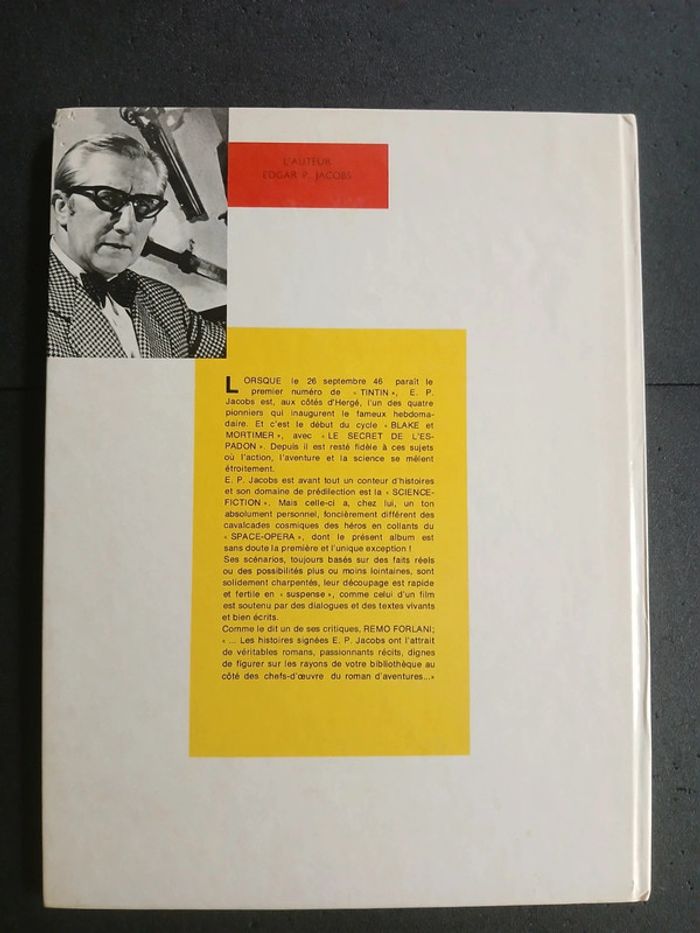 L'AUTEUR
EDGAR P. JACOBS
LORSQUE le 26 septembre 46 paraît le
premier numéro de « TINTIN », E. P.
Jacobs est, aux côtés d'Hergé, l'un des quatre
pionniers qui inaugurent le fameux hebdoma-
daire. Et c'est le début du cycle « BLAKE et
MORTIMER », avec « LE SECRET DE L'ES-
PADON ». Depuis il est resté fidèle à ces sujets
où l'action, l'aventure et la science se mêlent
étroitement.
E. P. Jacobs est avant tout un conteur d'histoires
et son domaine de prédilection est la « SCIENCE-
FICTION ». Mais celle-ci a, chez lui, un ton
absolument personnel, foncièrement différent des
cavalcades cosmiques des héros en collants du
« SPACE-OPERA », dont le présent album est
sans doute la première et l'unique exception !
Ses scénarios, toujours basés sur des faits réels
ou des possibilités plus ou moins lointaines, sont
solidement charpentés, leur découpage est rapide
et fertile en « suspense », comme celui d'un film
est soutenu par des dialogues et des textes vivants
et bien écrits.
Comme le dit un de ses critiques, REMO FORLANI;
« ... Les histoires signées E. P. Jacobs ont l'attrait
de véritables romans, passionnants récits, dignes
de figurer sur les rayons de votre bibliothèque au
côté des chefs-d'œuvre du roman d'aventures...»